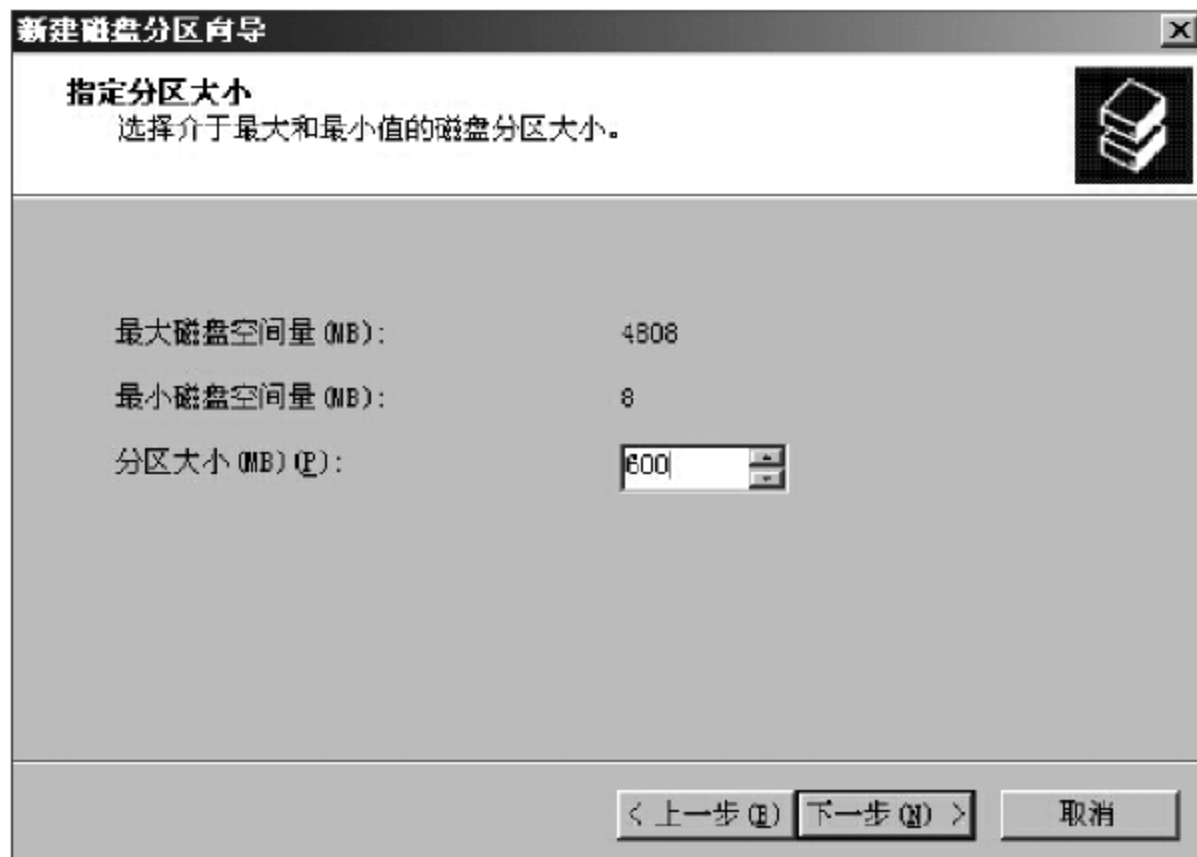 新建磁盘分区向导
指定分区大小
选择介于最大和最小值的磁盘分区大小。
最大磁盘空间量(MB): 4808
最小磁盘空间量(MB): 8
分区大小(MB)(P): 600
< 上一步(B) 下一步(N) > 取消